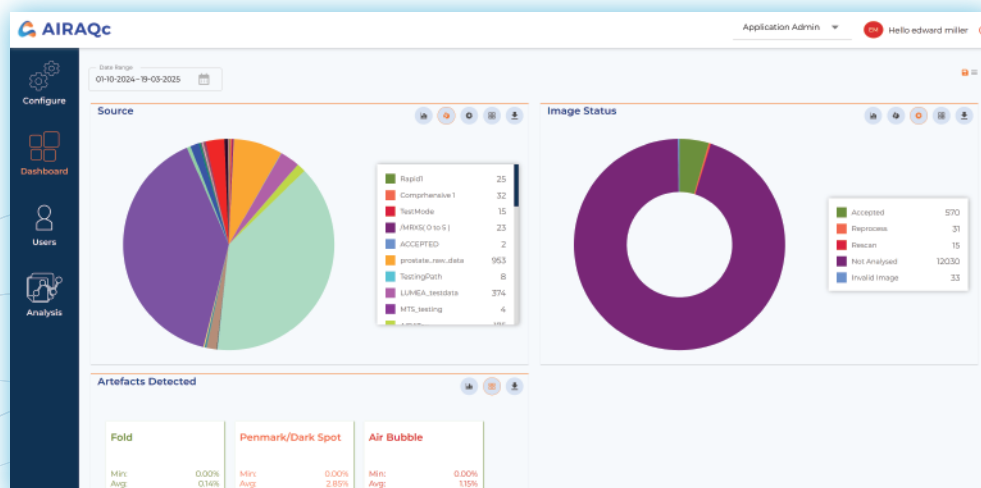 AIRAQc
Application Admin
EM
Hello edward miller
Configure
Dashboard
Users
Analysis
Date Range
01-10-2024–19-03-2025
Source
Rapid1 25
Comprhensive 1 32
TestMode 15
/MRXS( 0 to 5 ) 23
ACCEPTED 2
prostate_raw_data 953
TestingPath 8
LUMEA_testdata 374
MTS_testing 4
Image Status
Accepted 570
Reprocess 31
Rescan 15
Not Analysed 12030
Invalid Image 33
Artefacts Detected
Fold
Min: 0.00%
Avg: 0.14%
Penmark/Dark Spot
Min: 0.00%
Avg: 2.85%
Air Bubble
Min: 0.00%
Avg: 1.15%